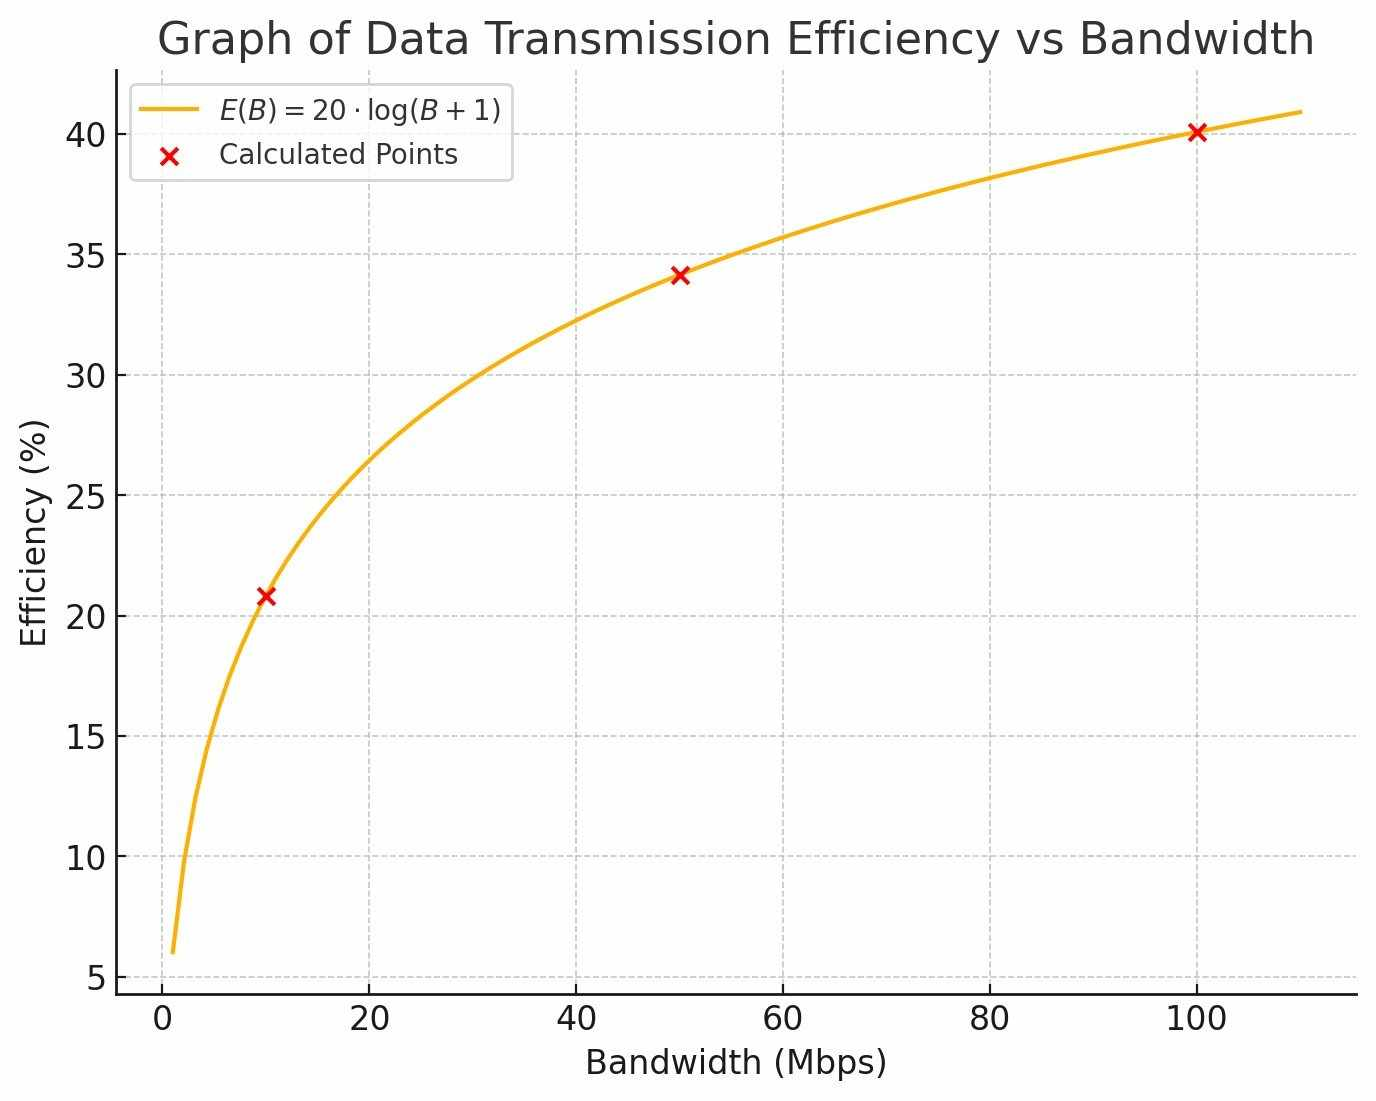 Graph of Data Transmission Efficiency vs Bandwidth
E(B) = 20 · log(B + 1)
Calculated Points
40
35
30
25
20
15
10
5
Efficiency (%)
0 20 40 60 80 100
Bandwidth (Mbps)